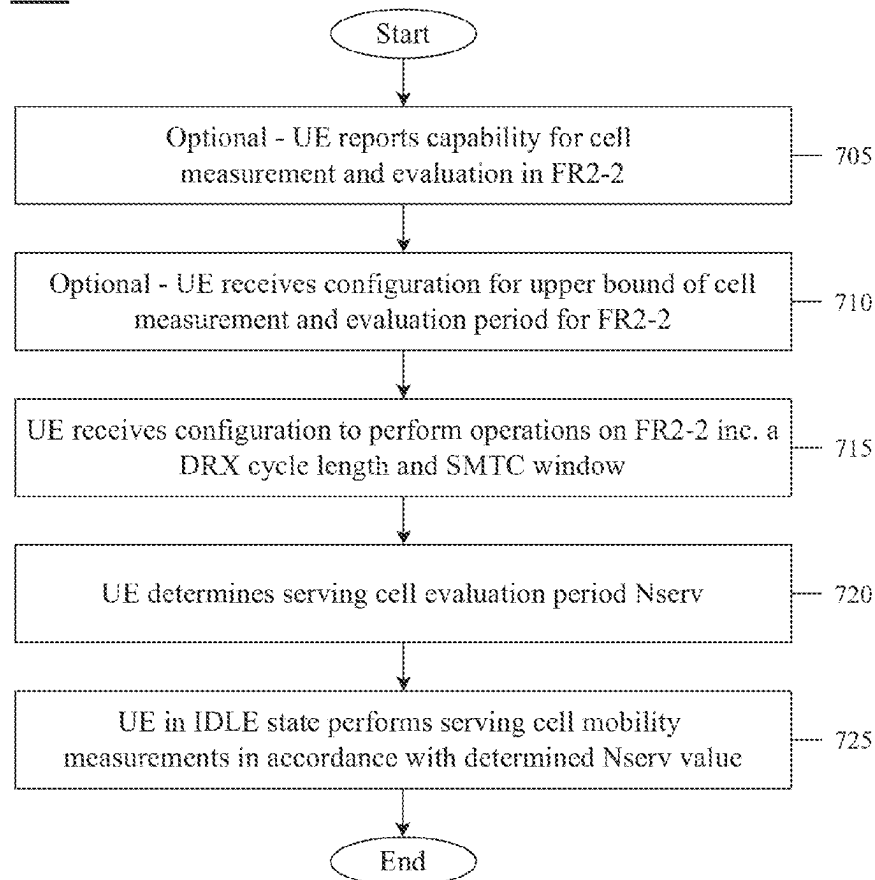 Start
Optional - UE reports capability for cell
measurement and evaluation in FR2-2
705
Optional - UE receives configuration for upper bound of cell
measurement and evaluation period for FR2-2
710
UE receives configuration to perform operations on FR2-2 inc. a
DRX cycle length and SMTC window
715
UE determines serving cell evaluation period Nserv
720
UE in IDLE state performs serving cell mobility
measurements in accordance with determined Nserv value
725
End